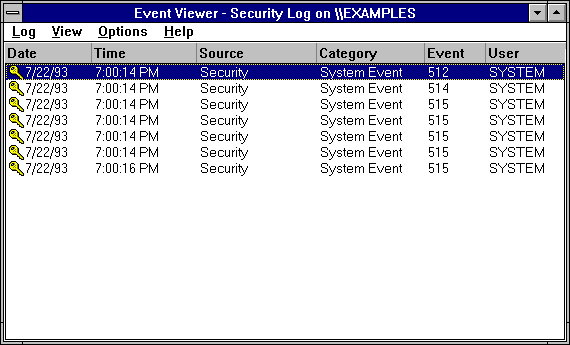 Event Viewer - Security Log on \\EXAMPLES
Log View Options Help
Date Time Source Category Event User
7/22/93 7:00:14 PM Security System Event 512 SYSTEM
7/22/93 7:00:14 PM Security System Event 514 SYSTEM
7/22/93 7:00:14 PM Security System Event 515 SYSTEM
7/22/93 7:00:14 PM Security System Event 515 SYSTEM
7/22/93 7:00:14 PM Security System Event 515 SYSTEM
7/22/93 7:00:14 PM Security System Event 515 SYSTEM
7/22/93 7:00:16 PM Security System Event 515 SYSTEM